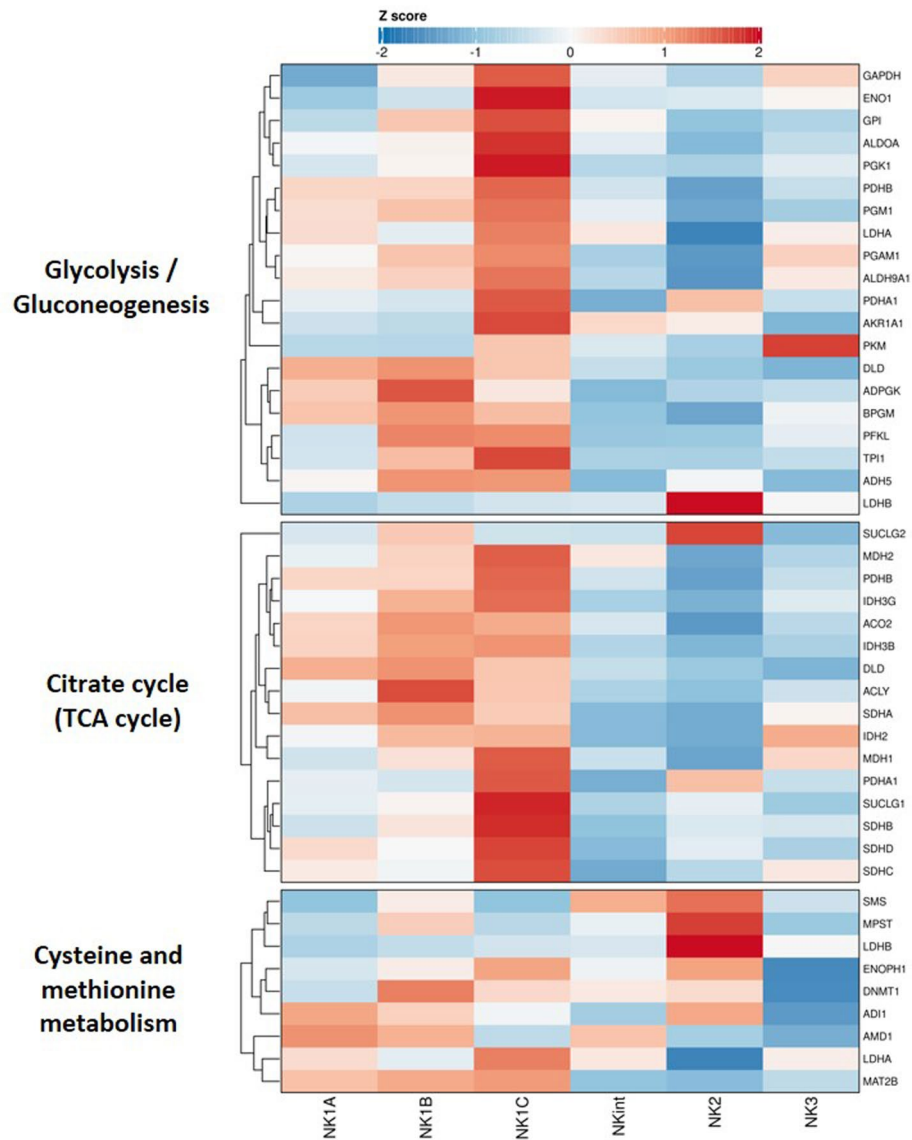 Z score
-2
-1
0
1
2
Glycolysis /
Gluconeogenesis
GAPDH
ENO1
GPI
ALDOA
PGK1
PDHB
PGM1
LDHA
PGAM1
ALDH9A1
PDHA1
AKR1A1
PKM
DLD
ADPGK
BPGM
PFKL
TPI1
ADH5
LDHB
Citrate cycle
(TCA cycle)
SUCLG2
MDH2
PDHB
IDH3G
ACO2
IDH3B
DLD
ACLY
SDHA
IDH2
MDH1
PDHA1
SUCLG1
SDHB
SDHD
SDHC
Cysteine and
methionine
metabolism
SMS
MPST
LDHB
ENOPH1
DNMT1
ADI1
AMD1
LDHA
MAT2B
NK1A
NK1B
NK1C
NKint
NK2
NK3